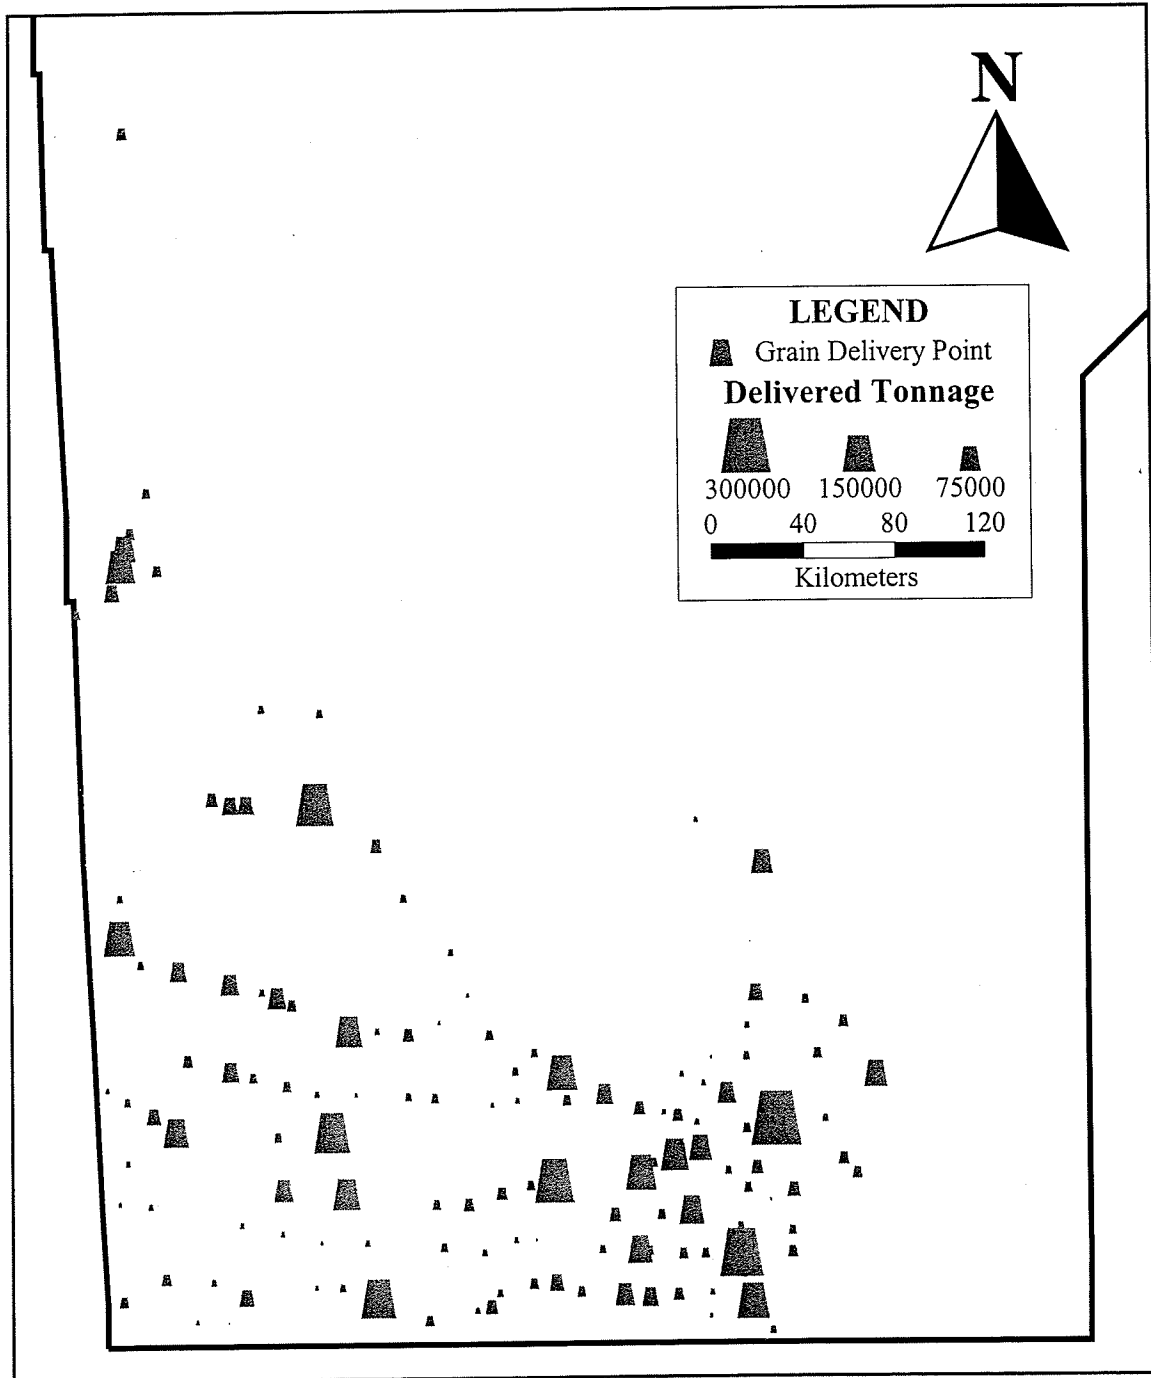 N
LEGEND
Grain Delivery Point
Delivered Tonnage
300000 150000 75000
0 40 80 120
Kilometers